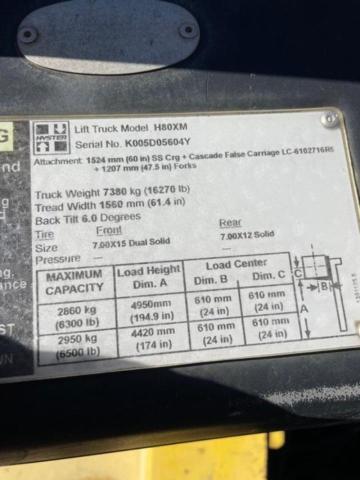 G
HYSTER
Lift Truck Model H80XM
Serial No. K005D05604Y
Attachment 1524 mm (60 in) SS Crg + Cascade False Carriage LC-6102716R5
+ 1207 mm (47.5 in) Forks
Truck Weight 7380 kg (16270 lb)
Tread Width 1560 mm (61.4 in)
Back Tilt 6.0 Degrees
Tire Front Rear
Size 7.00X15 Dual Solid 7.00X12 Solid
Pressure — —
MAXIMUM CAPACITY Load Height Dim. A Load Center
Dim. B Dim. C
2860 kg (6300 lb) 4950mm (194.9 in) 610 mm (24 in) 610 mm (24 in)
2950 kg (6500 lb) 4420 mm (174 in) 610 mm (24 in) 610 mm (24 in)
C
B
A